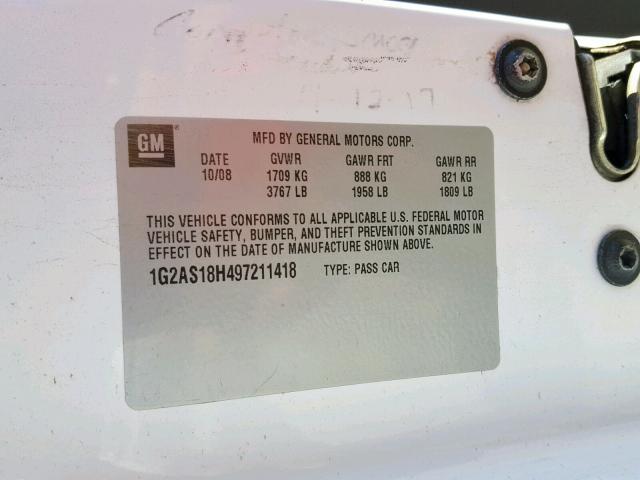 12-17
GM
MFD BY GENERAL MOTORS CORP.
DATE GVWR GAWR FRT GAWR RR
10/08 1709 KG 888 KG 821 KG
3767 LB 1958 LB 1809 LB
THIS VEHICLE CONFORMS TO ALL APPLICABLE U.S. FEDERAL MOTOR
VEHICLE SAFETY, BUMPER, AND THEFT PREVENTION STANDARDS IN
EFFECT ON THE DATE OF MANUFACTURE SHOWN ABOVE.
1G2AS18H497211418 TYPE: PASS CAR